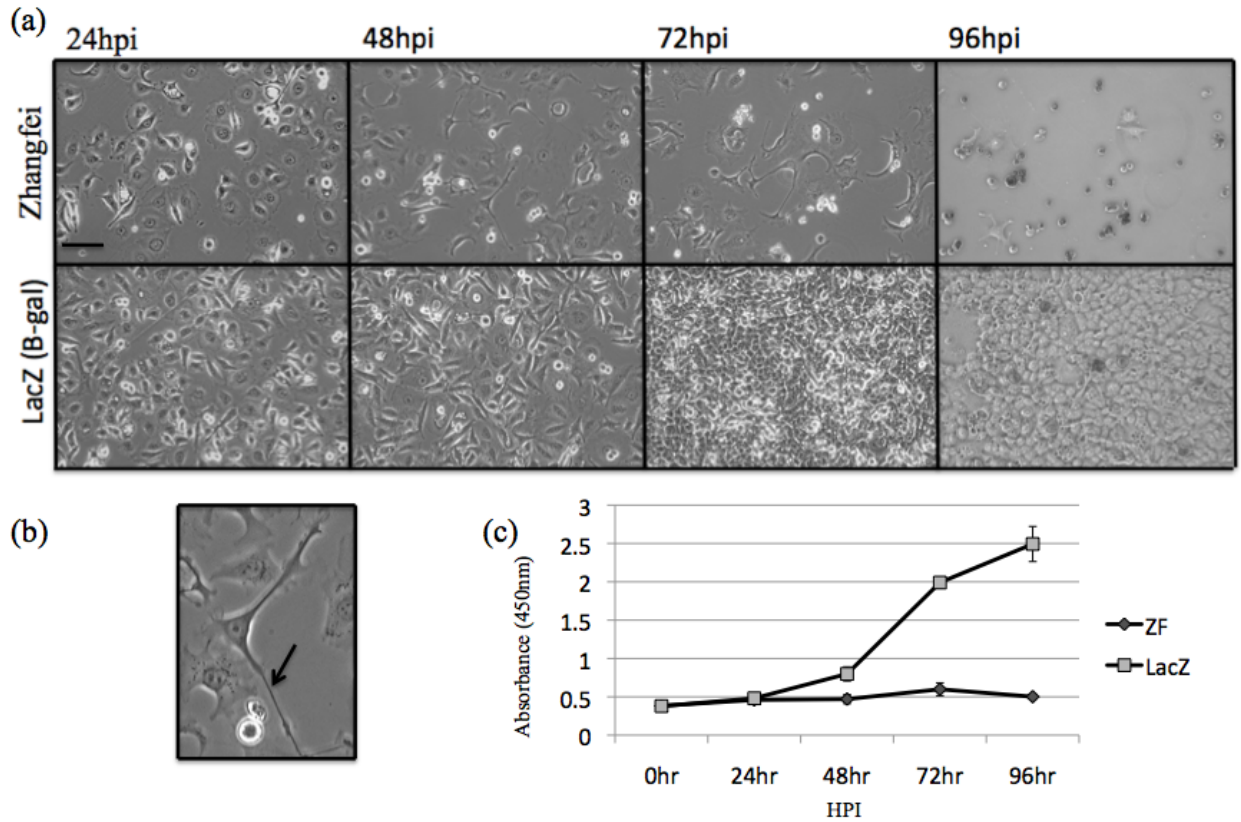 (a)
24hpi 48hpi 72hpi 96hpi
Zhangfei
LacZ (B-gal)
(b)
(c)
Absorbance (450nm)
3
2.5
2
1.5
1
0.5
0
0hr 24hr 48hr 72hr 96hr
HPI
ZF
LacZ